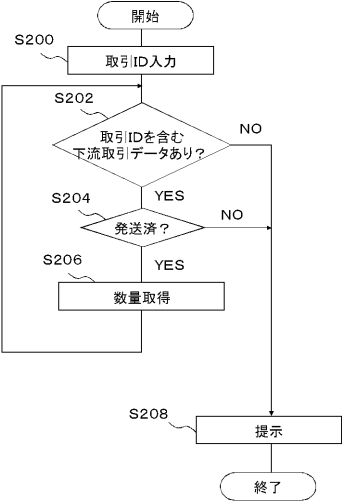 開始
S200
取引ID入力
S202
取引IDを含む
下流取引データあり？
NO
YES
S204
発送済？
NO
YES
S206
数量取得
S208
提示
終了